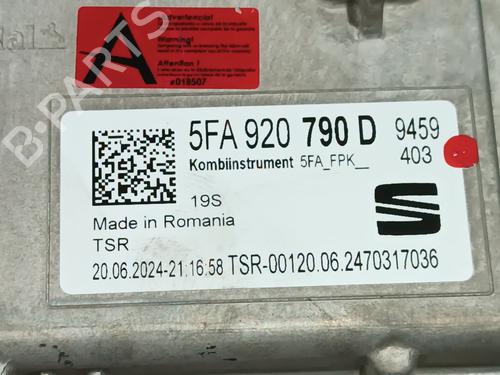 ¡Advertencia!
A
Warning!
Attention !
#018507
B-PARTS
5FA 920 790 D
9459
403
Kombiinstrument 5FA_FPK__
19S
Made in Romania
TSR
20.06.2024-21:16:58 TSR-00120.06.2470317036